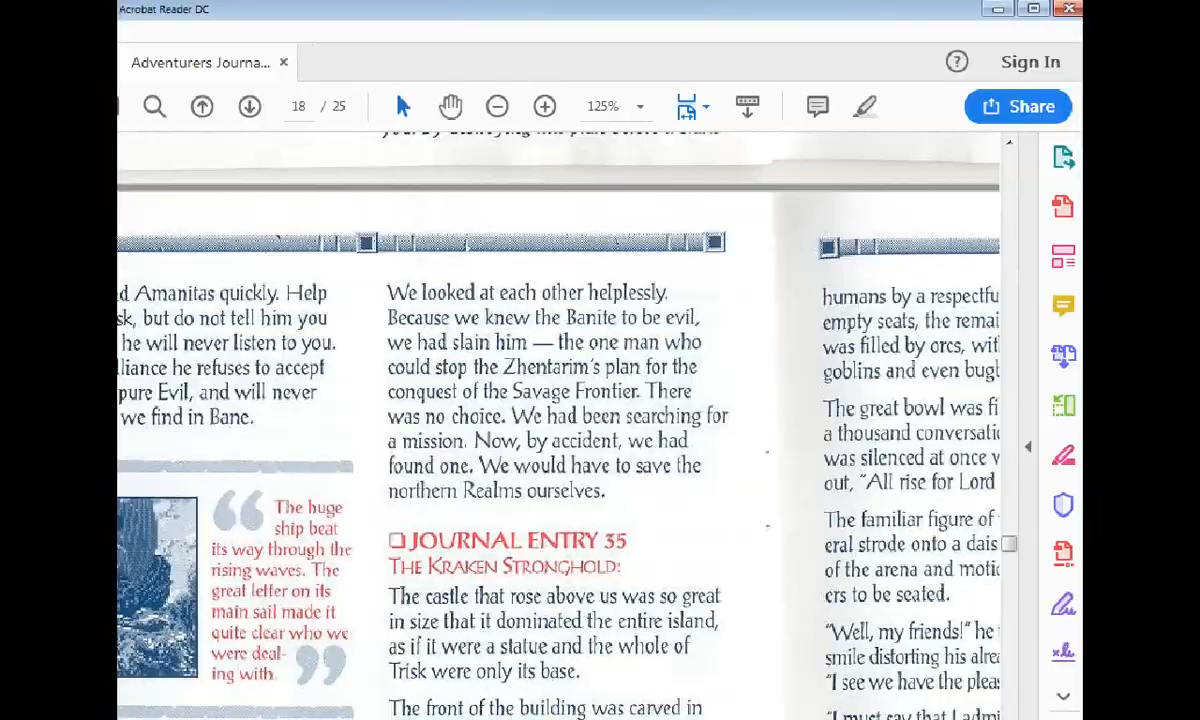 Acrobat Reader DC
Adventurers Journa... ×
Sign In
18 / 25
125%
Share
d Amanitas quickly. Help
sk, but do not tell him you
he will never listen to you.
lliance he refuses to accept
pure Evil, and will never
we find in Bane.
The huge
ship beat
its way through the
rising waves. The
great letter on its
main sail made it
quite clear who we
were deal-
ing with.
We looked at each other helplessly.
Because we knew the Banite to be evil,
we had slain him — the one man who
could stop the Zhentarim's plan for the
conquest of the Savage Frontier. There
was no choice. We had been searching for
a mission. Now, by accident, we had
found one. We would have to save the
northern Realms ourselves.
❑ JOURNAL ENTRY 35
THE KRAKEN STRONGHOLD:
The castle that rose above us was so great
in size that it dominated the entire island,
as if it were a statue and the whole of
Trisk were only its base.
The front of the building was carved in
humans by a respectfu
empty seats, the remai
was filled by orcs, wit
goblins and even bugb
The great bowl was fi
a thousand conversati
was silenced at once w
out, "All rise for Lord
The familiar figure of
eral strode onto a dais
of the arena and motic
ers to be seated.
"Well, my friends!" he
smile distorting his alre
"I see we have the pleas
"I must say that I admi